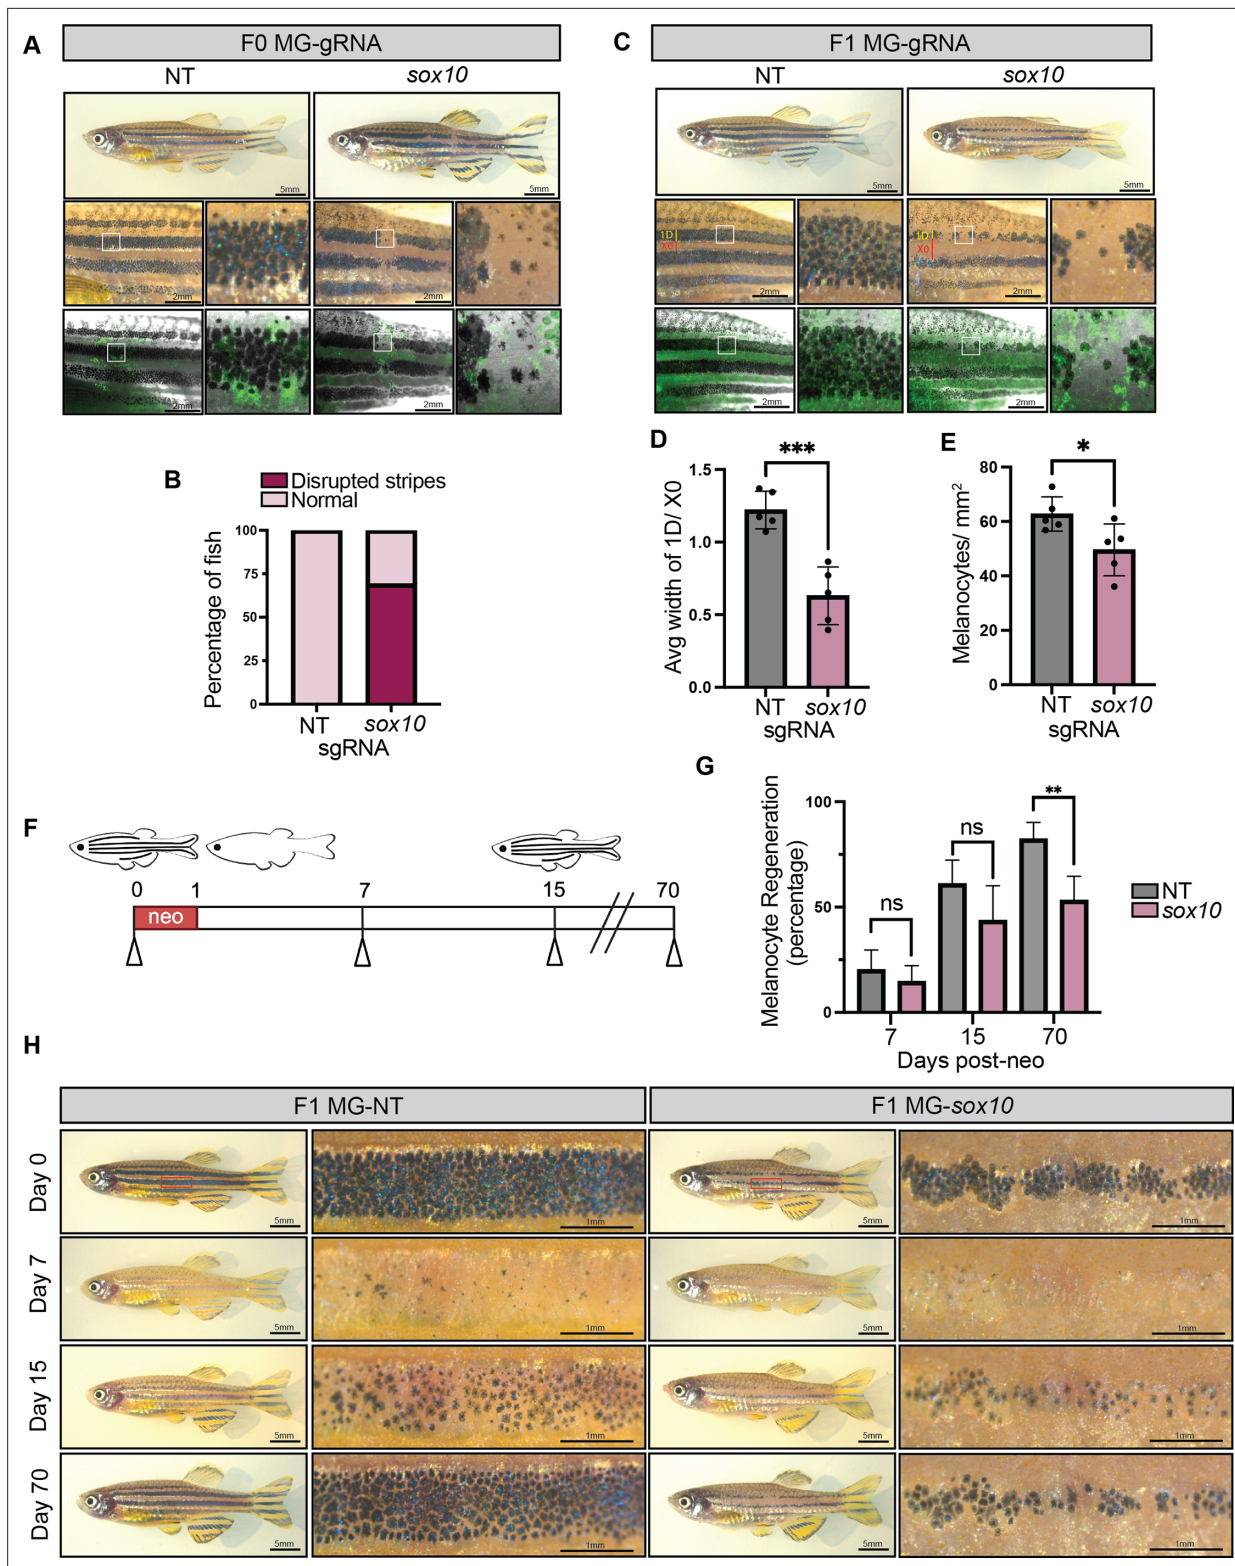 A
F0 MG-gRNA
NT
sox10
5mm
5mm
2mm
2mm
2mm
2mm
C
F1 MG-gRNA
NT
sox10
5mm
5mm
1D
X0
1D
X0
2mm
2mm
2mm
2mm
B
Disrupted stripes
Normal
Percentage of fish
100
75
50
25
0
NT
sox10
sgRNA
D
***
Avg width of 1D/ X0
1.5
1.0
0.5
0.0
NT
sox10
sgRNA
E
*
Melanocytes/ mm²
80
60
40
20
0
NT
sox10
sgRNA
F
0
1
7
15
70
neo
G
Melanocyte Regeneration
(percentage)
100
50
0
ns
ns
**
7
15
70
Days post-neo
NT
sox10
H
F1 MG-NT
F1 MG-sox10
Day 0
5mm
1mm
5mm
1mm
Day 7
5mm
1mm
5mm
1mm
Day 15
5mm
1mm
5mm
1mm
Day 70
5mm
1mm
5mm
1mm